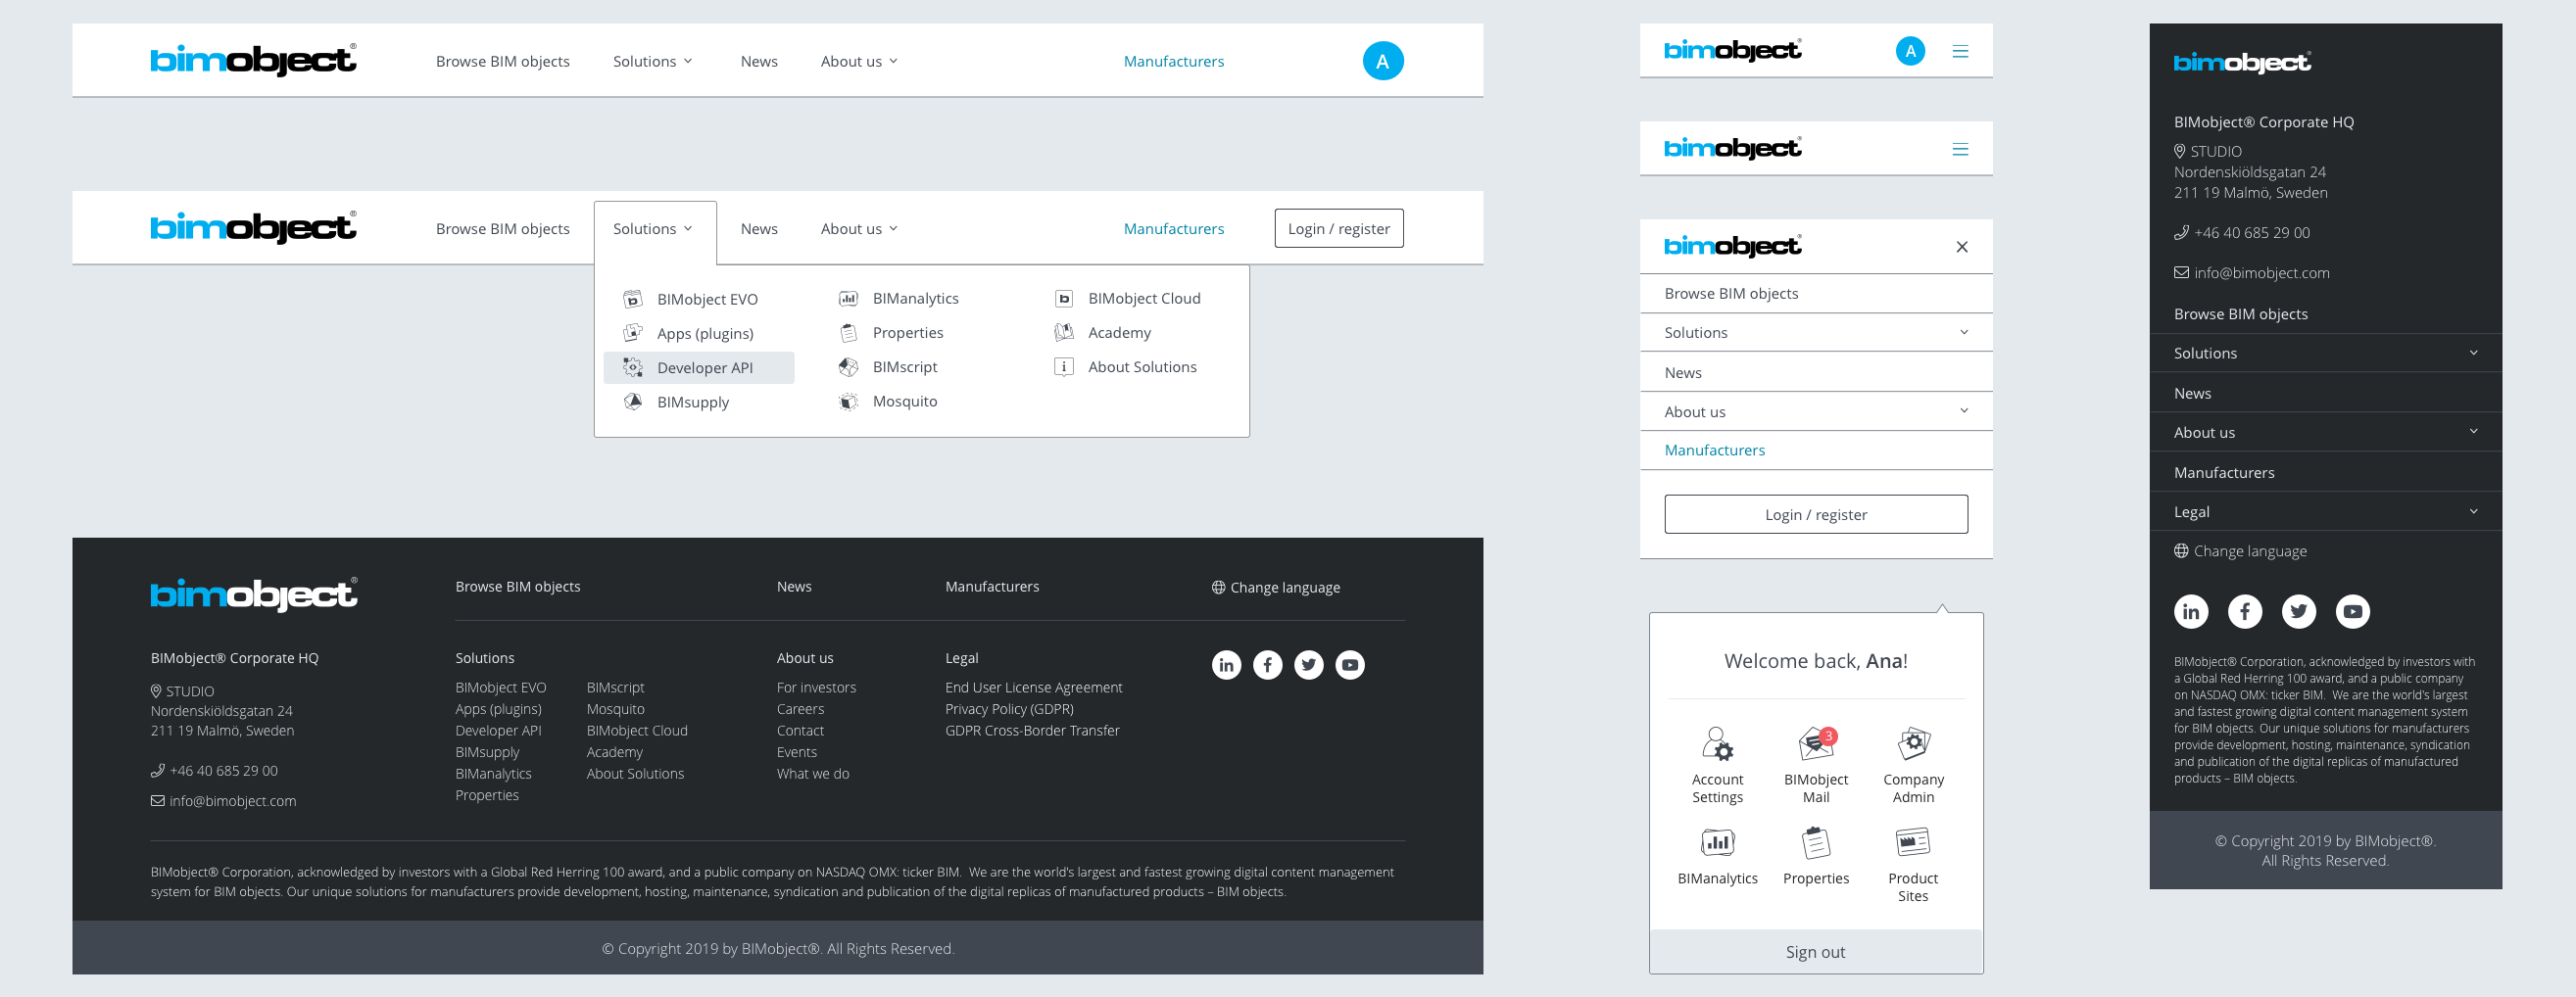 bimobject®
Browse BIM objects
Solutions
News
About us
Manufacturers
A
bimobject®
Browse BIM objects
Solutions
News
About us
Manufacturers
Login / register
BIMobject EVO
BIManalytics
BIMobject Cloud
Apps (plugins)
Properties
Academy
Developer API
BIMscript
About Solutions
BIMsupply
Mosquito
bimobject®
Browse BIM objects
News
Manufacturers
Change language
BIMobject® Corporate HQ
STUDIO
Nordenskiöldsgatan 24
211 19 Malmö, Sweden
+46 40 685 29 00
info@bimobject.com
Solutions
BIMobject EVO
Apps (plugins)
Developer API
BIMsupply
BIManalytics
Properties
BIMscript
Mosquito
BIMobject Cloud
Academy
About Solutions
About us
For investors
Careers
Contact
Events
What we do
Legal
End User License Agreement
Privacy Policy (GDPR)
GDPR Cross-Border Transfer
in
f
BIMobject® Corporation, acknowledged by investors with a Global Red Herring 100 award, and a public company on NASDAQ OMX: ticker BIM.  We are the world's largest and fastest growing digital content management
system for BIM objects. Our unique solutions for manufacturers provide development, hosting, maintenance, syndication and publication of the digital replicas of manufactured products – BIM objects.
© Copyright 2019 by BIMobject®. All Rights Reserved.
bimobject®
A
bimobject®
bimobject®
Browse BIM objects
Solutions
News
About us
Manufacturers
Login / register
Welcome back, Ana!
Account
Settings
3
BIMobject
Mail
Company
Admin
BIManalytics
Properties
Product
Sites
Sign out
bimobject®
BIMobject® Corporate HQ
STUDIO
Nordenskiöldsgatan 24
211 19 Malmö, Sweden
+46 40 685 29 00
info@bimobject.com
Browse BIM objects
Solutions
News
About us
Manufacturers
Legal
Change language
in
f
BIMobject® Corporation, acknowledged by investors with
a Global Red Herring 100 award, and a public company
on NASDAQ OMX: ticker BIM.  We are the world's largest
and fastest growing digital content management system
for BIM objects. Our unique solutions for manufacturers
provide development, hosting, maintenance, syndication
and publication of the digital replicas of manufactured
products – BIM objects.
© Copyright 2019 by BIMobject®.
All Rights Reserved.